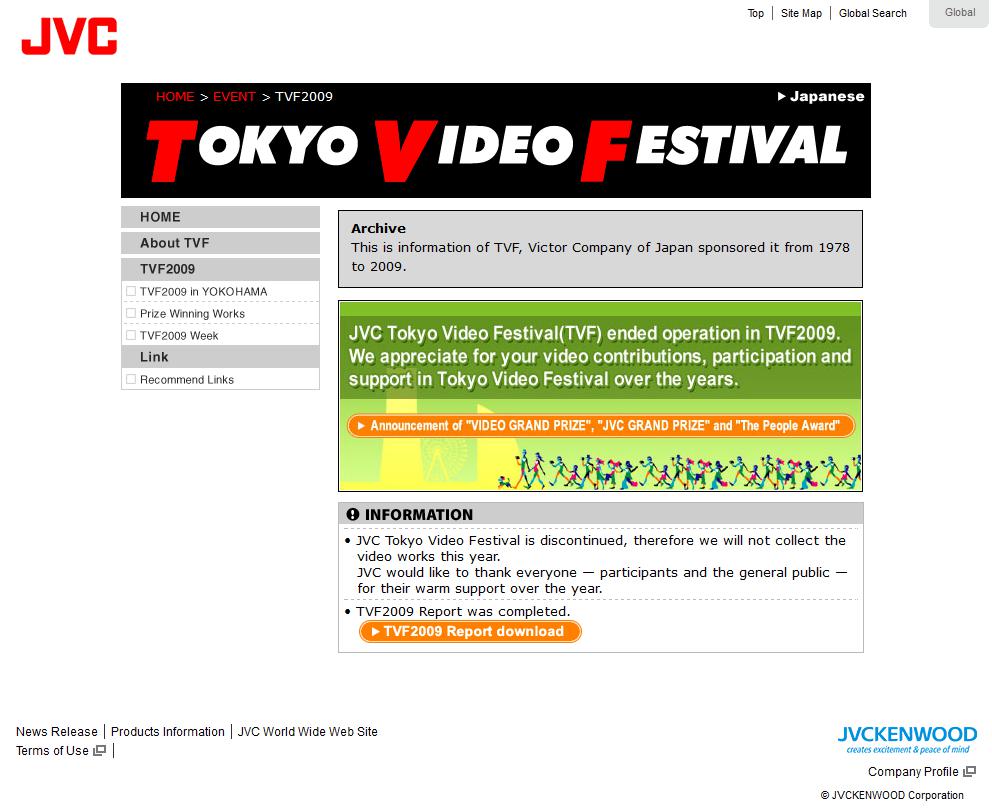 Top
Site Map
Global Search
Global
JVC
HOME > EVENT > TVF2009
Japanese
TOKYO VIDEO FESTIVAL
HOME
About TVF
TVF2009
TVF2009 in YOKOHAMA
Prize Winning Works
TVF2009 Week
Link
Recommend Links
Archive
This is information of TVF, Victor Company of Japan sponsored it from 1978
to 2009.
JVC Tokyo Video Festival(TVF) ended operation in TVF2009.
We appreciate for your video contributions, participation and
support in Tokyo Video Festival over the years.
Announcement of "VIDEO GRAND PRIZE", "JVC GRAND PRIZE" and "The People Award"
INFORMATION
• JVC Tokyo Video Festival is discontinued, therefore we will not collect the
video works this year.
JVC would like to thank everyone — participants and the general public —
for their warm support over the year.
• TVF2009 Report was completed.
TVF2009 Report download
News Release
Products Information
JVC World Wide Web Site
Terms of Use
JVCKENWOOD
creates excitement & peace of mind
Company Profile
© JVCKENWOOD Corporation